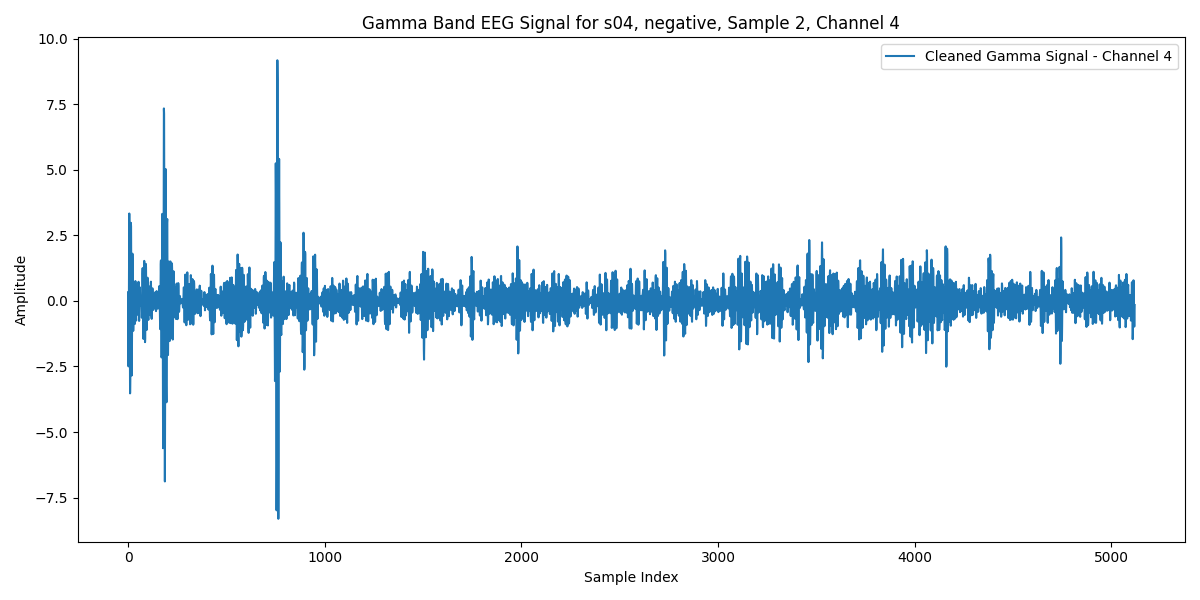 Gamma Band EEG Signal for s04, negative, Sample 2, Channel 4
Cleaned Gamma Signal - Channel 4
Amplitude
10.0
7.5
5.0
2.5
0.0
−2.5
−5.0
−7.5
0 1000 2000 3000 4000 5000
Sample Index